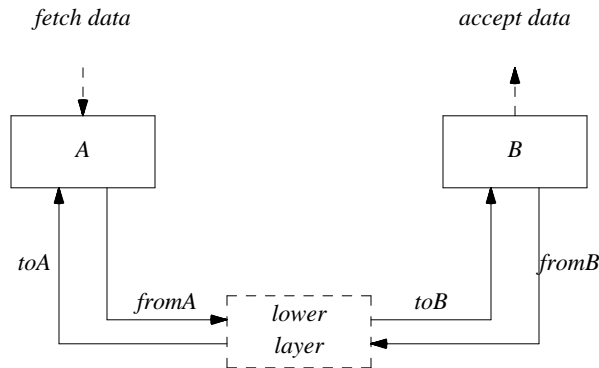 fetch data
accept data
A
B
toA
fromB
fromA
toB
lower
layer